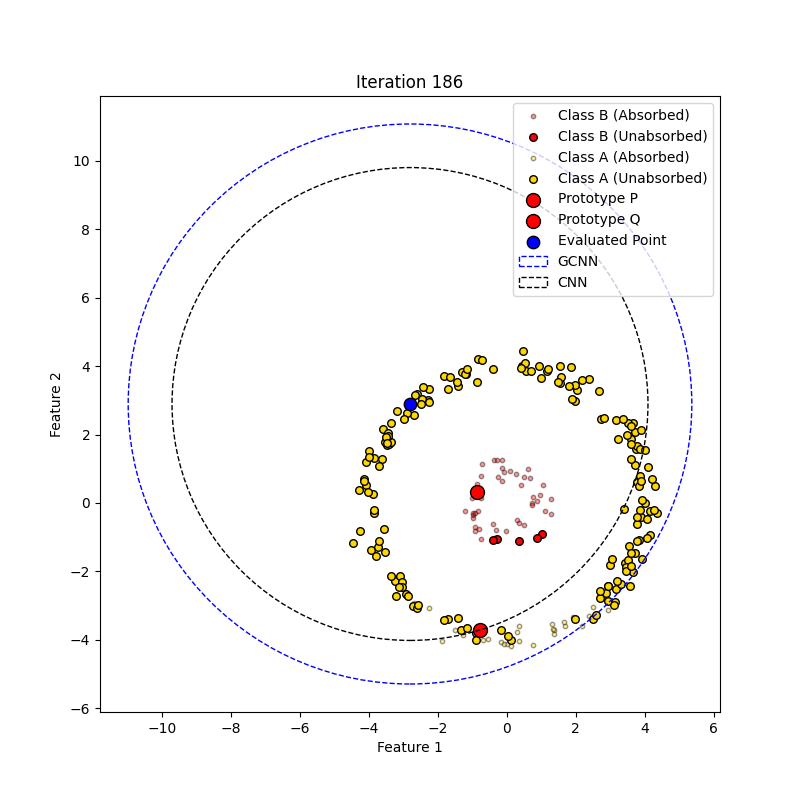 Iteration 186
Class B (Absorbed)
Class B (Unabsorbed)
Class A (Absorbed)
Class A (Unabsorbed)
Prototype P
Prototype Q
Evaluated Point
GCNN
CNN
10
8
6
4
2
0
−2
−4
−6
Feature 2
−10 −8 −6 −4 −2 0 2 4 6
Feature 1